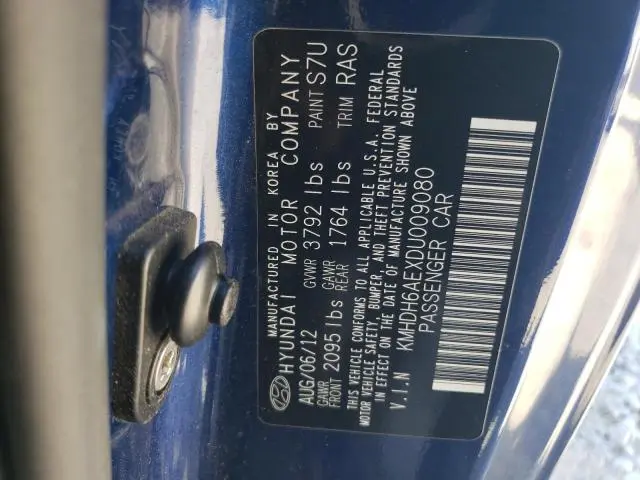 MANUFACTURED IN KOREA BY
HYUNDAI MOTOR COMPANY
AUG/06/12 GVWR 3792 lbs PAINT S7U
GAWR FRONT 2095 lbs GAWR REAR 1764 lbs TRIM RAS
THIS VEHICLE CONFORMS TO ALL APPLICABLE U.S.A. FEDERAL
MOTOR VEHICLE SAFETY, BUMPER, AND THEFT PREVENTION STANDARDS
IN EFFECT ON THE DATE OF MANUFACTURE SHOWN ABOVE
V.I.N KMHDH6AEXDU009080
PASSENGER CAR